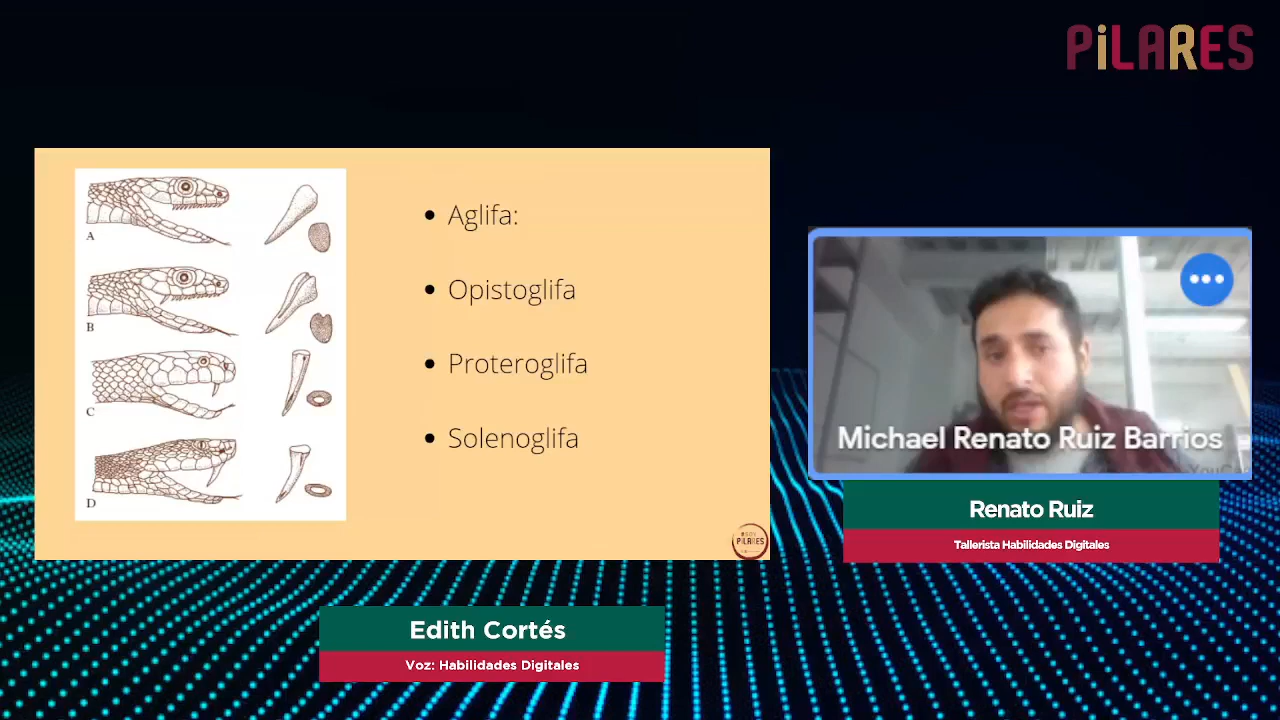 PiLARES
A
B
C
D
• Aglifa:
• Opistoglifa
• Proteroglifa
• Solenoglifa
PiLARES
Michael Renato Ruiz Barrios
Renato Ruiz
Tallerista Habilidades Digitales
Edith Cortés
Voz: Habilidades Digitales